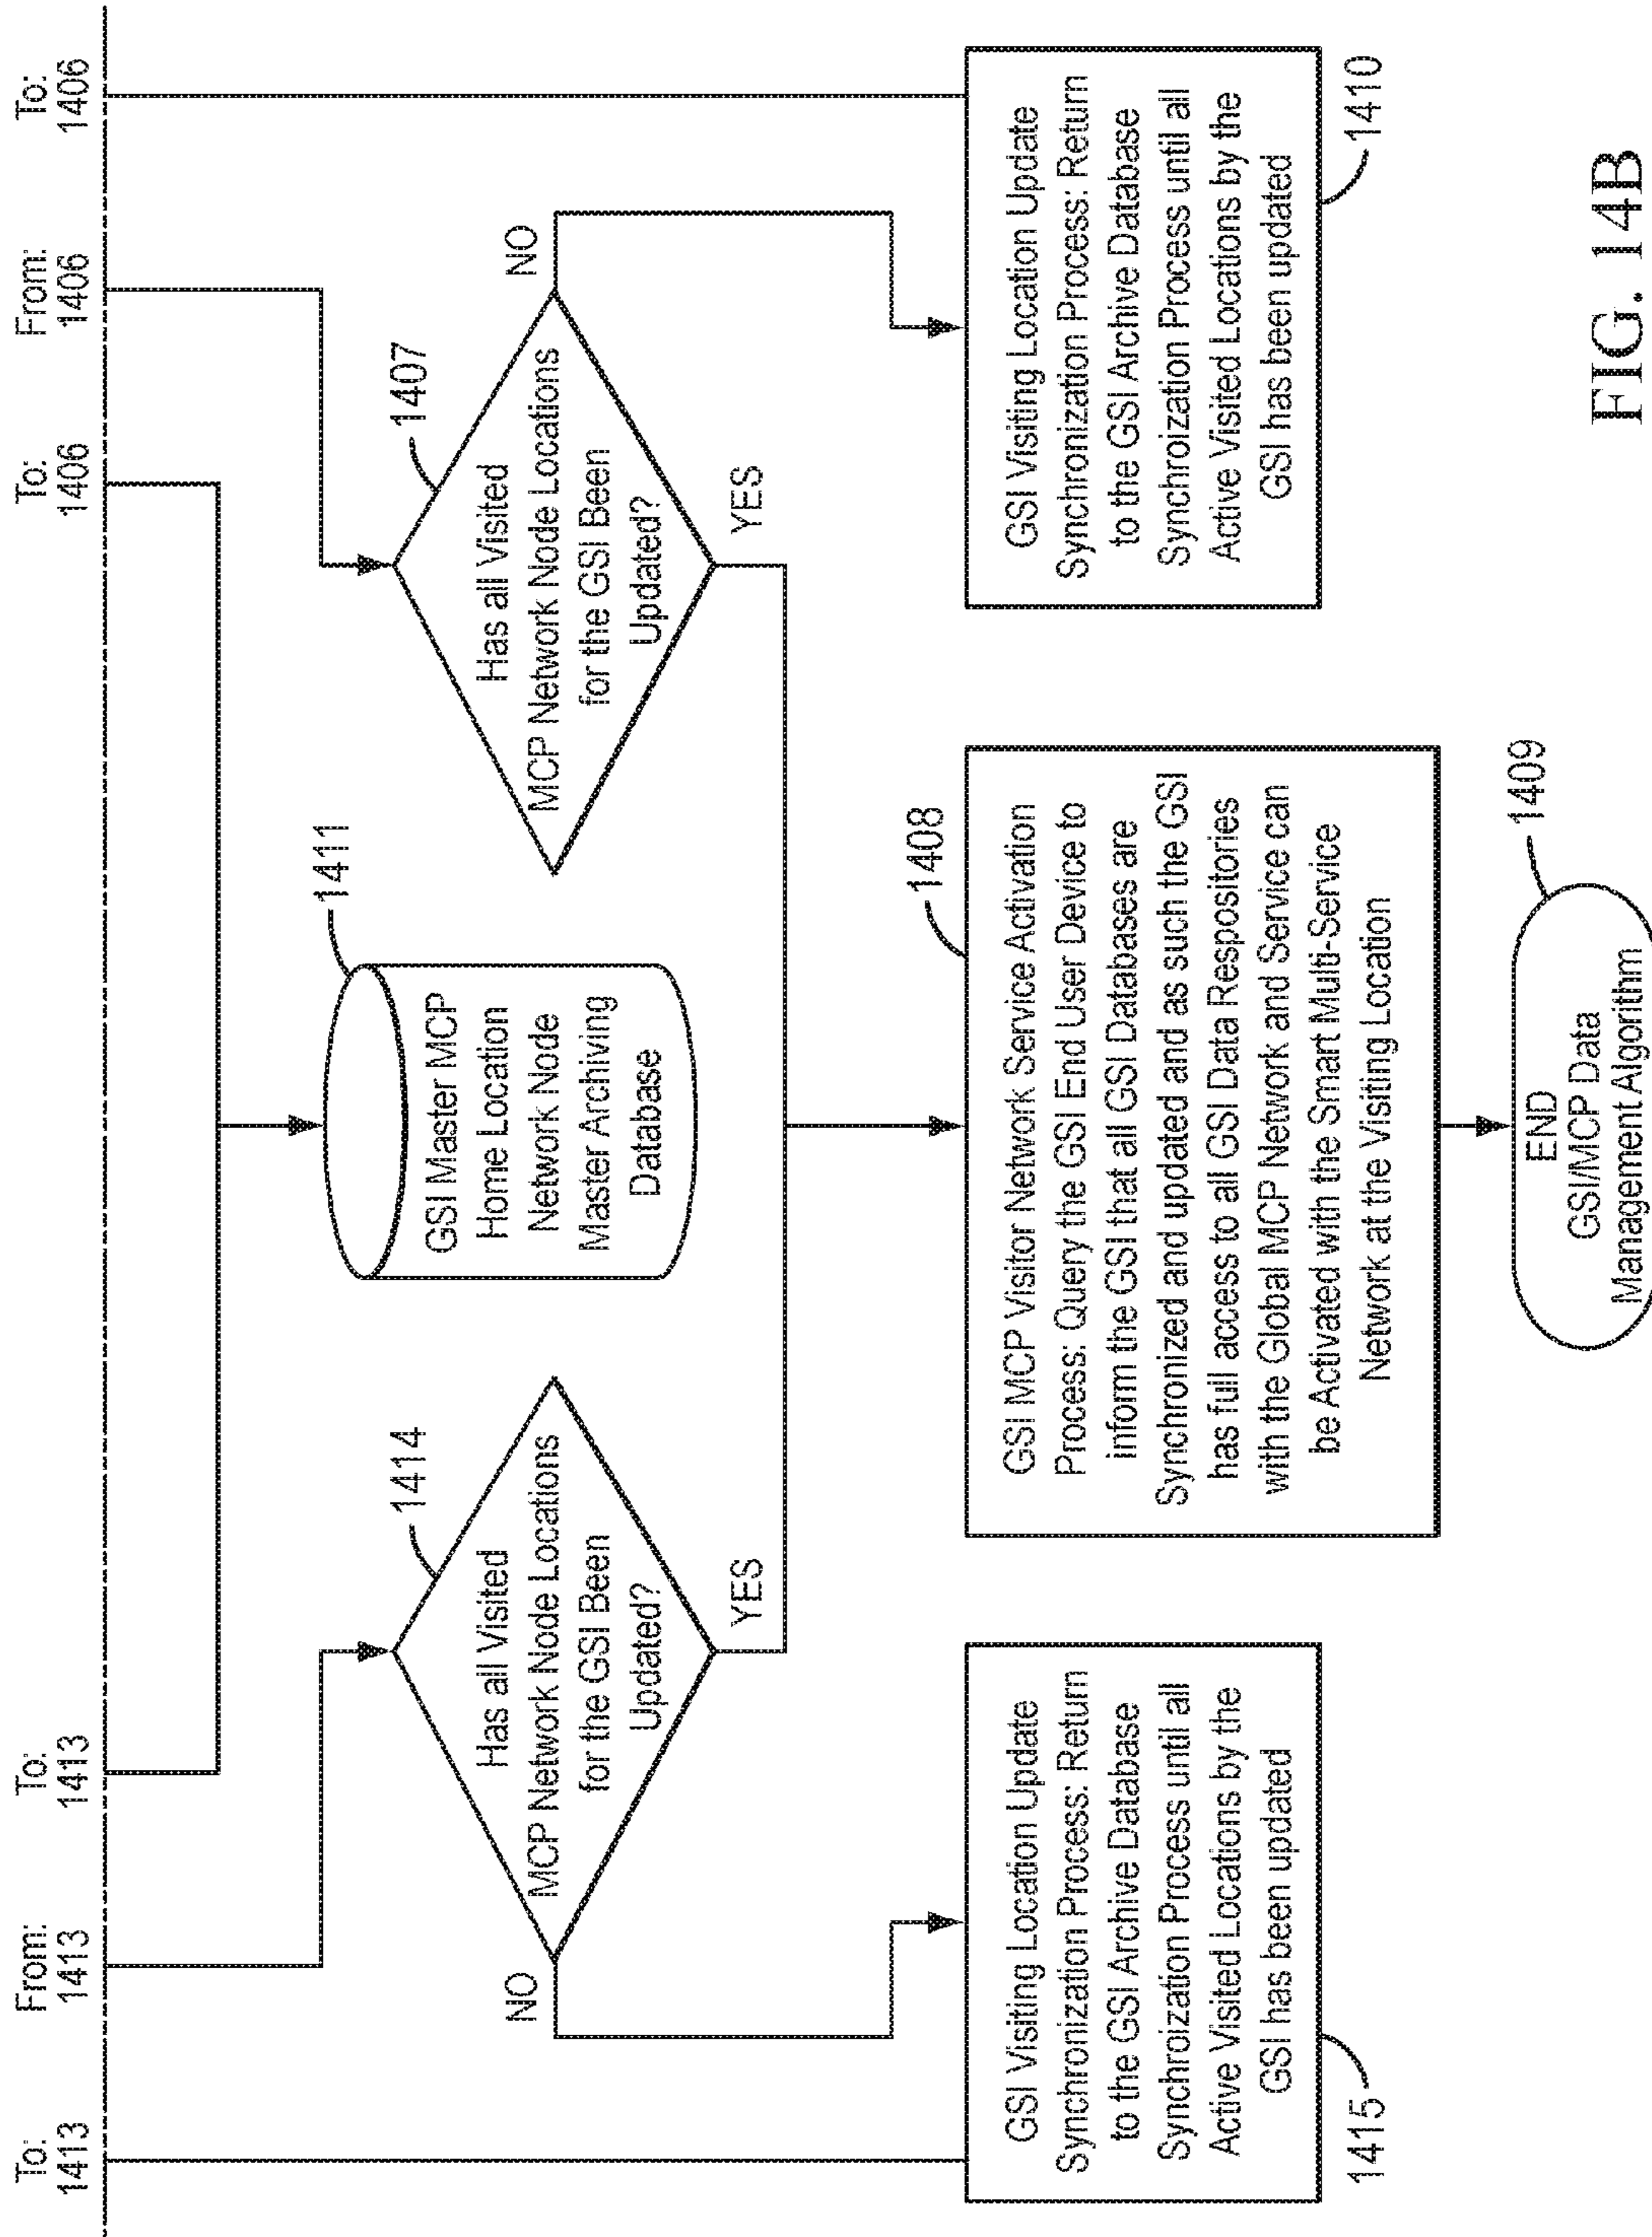 To:
1413
From:
1413
To:
1413
To:
1406
From:
1406
To:
1406
1414
Has all Visited
MCP Network Node Locations
for the GSI Been
Updated?
NO
YES
1411
GSI Master MCP
Home Location
Network Node
Master Archiving
Database
1407
Has all Visited
MCP Network Node Locations
for the GSI Been
Updated?
NO
YES
GSI Visiting Location Update
Synchronization Process: Return
to the GSI Archive Database
Synchroization Process until all
Active Visited Locations by the
GSI has been updated
1415
1408
GSI MCP Visitor Network Service Activation
Process: Query the GSI End User Device to
inform the GSI that all GSI Databases are
Synchronized and updated and as such the GSI
has full access to all GSI Data Respositories
with the Global MCP Network and Service can
be Activated with the Smart Multi-Service
Network at the Visiting Location
GSI Visiting Location Update
Synchronization Process: Return
to the GSI Archive Database
Synchroization Process until all
Active Visited Locations by the
GSI has been updated
1410
1409
END
GSI/MCP Data
Management Algorithm
FIG. 14B